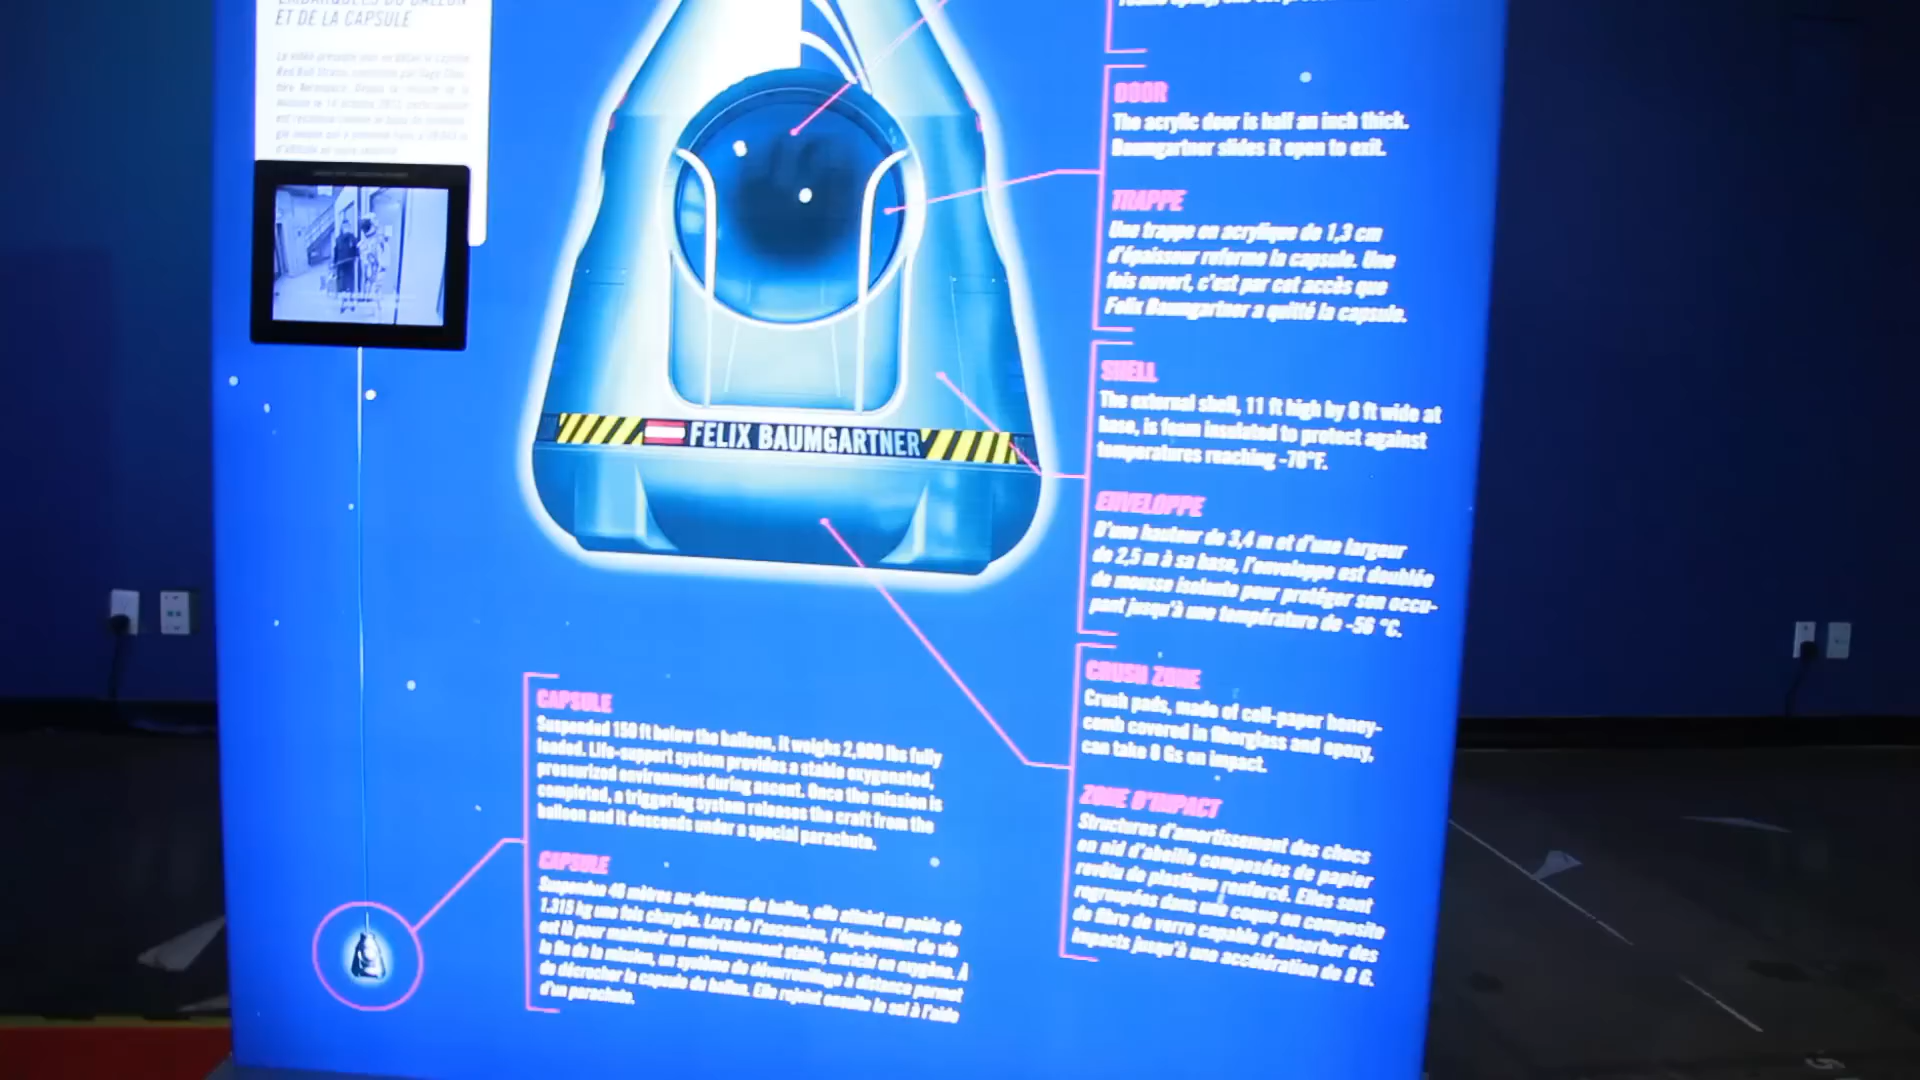 EMBARQUÉES DU BALLON
ET DE LA CAPSULE
DOOR
The acrylic door is half an inch thick.
Baumgartner slides it open to exit.
TRAPPE
Une trappe en acrylique de 1,3 cm
d'épaisseur referme la capsule. Une
fois ouvert, c'est par cet accès que
Felix Baumgartner a quitté la capsule.
SHELL
The external shell, 11 ft high by 8 ft wide at
base, is foam insulated to protect against
temperatures reaching -70°F.
ENVELOPPE
D'une hauteur de 3,4 m et d'une largeur
de 2,5 m à sa base, l'enveloppe est doublée
de mousse isolante pour protéger son occu-
pant jusqu'à une température de -56 °C.
FELIX BAUMGARTNER
CRUSH ZONE
Crush pads, made of cell-paper honey-
comb covered in fiberglass and epoxy,
can take 8 Gs on impact.
ZONE D'IMPACT
Structures d'amortissement des chocs
en nid d'abeille composées de papier
revêtu de plastique renforcé. Elles sont
regroupées dans une coque en composite
de fibre de verre capable d'absorber des
impacts jusqu'à une accélération de 8 G.
CAPSULE
Suspended 150 ft below the balloon, it weighs 2,900 lbs fully
loaded. Life-support system provides a stable oxygenated,
pressurized environment during ascent. Once the mission is
completed, a triggering system releases the craft from the
balloon and it descends under a special parachute.
CAPSULE
Suspendue 46 mètres au-dessous du ballon, elle atteint un poids de
1.315 kg une fois chargée. Lors de l'ascension, l'équipement de vie
est là pour maintenir un environnement stable, enrichi en oxygène. À
la fin de la mission, un système de déverrouillage à distance permet
de décrocher la capsule du ballon. Elle rejoint ensuite le sol à l'aide
d'un parachute.